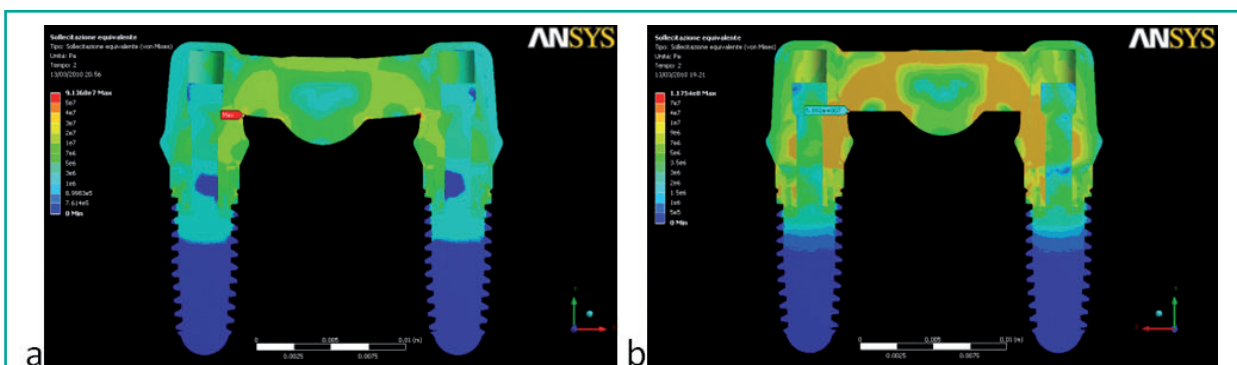 Sollecitazione equivalente
Tipo: Sollecitazione equivalente (von Mises)
Unità: Pa
Tempo: 2
13/03/2010 20.56
9.1368e7 Max
5e7
4e7
3e7
2e7
1e7
7e6
5e6
3e6
1e6
8.9983e5
7.614e5
0 Min
ANSYS
Max
0
0.005
0.01 (m)
0.0025
0.0075
a
Sollecitazione equivalente
Tipo: Sollecitazione equivalente (von Mises)
Unità: Pa
Tempo: 2
13/03/2010 19.21
1.1754e8 Max
7e7
4e7
1e7
9e6
7e6
5e6
3.5e6
3e6
2e6
1.5e6
1e6
5e5
0 Min
ANSYS
0
0.005
0.01 (m)
0.0025
0.0075
b